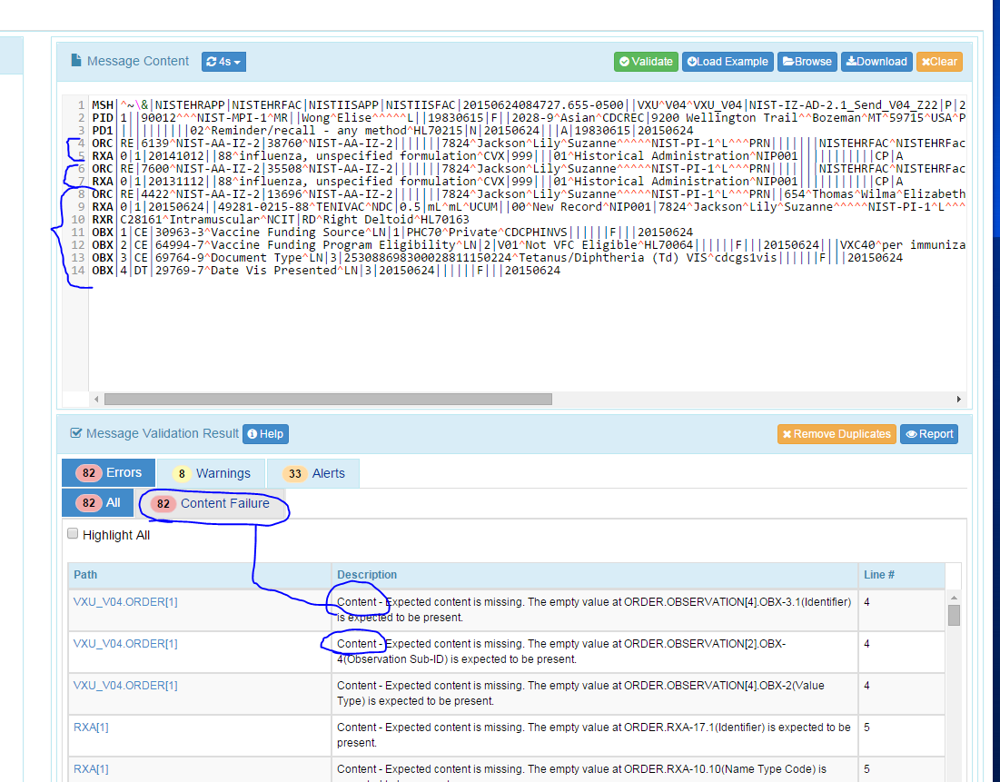 Message Content 4s Validate Load Example Browse Download Clear
1 MSH|^~\&|NISTEHRAPP|NISTEHRFAC|NISTIISAPP|NISTIISFAC|20150624084727.655-0500||VXU^V04^VXU_V04|NIST-IZ-AD-2.1_Send_V04_Z22|P|2
2 PID|1||90012^^^NIST-MPI-1^MR||Wong^Elise^^^^^L||19830615|F||2028-9^Asian^CDCREC|9200 Wellington Trail^^Bozeman^MT^59715^USA^P
3 PD1|||||||||||02^Reminder/recall - any method^HL70215|N|20150624|||A|19830615|20150624
4 ORC|RE|6139^NIST-AA-IZ-2|38760^NIST-AA-IZ-2|||||||7824^Jackson^Lily^Suzanne^^^^^NIST-PI-1^L^^^PRN|||||||NISTEHRFAC^NISTEHRFac
5 RXA|0|1|20141012||88^influenza, unspecified formulation^CVX|999|||01^Historical Administration^NIP001|||||||||||CP|A
6 ORC|RE|7600^NIST-AA-IZ-2|35508^NIST-AA-IZ-2|||||||7824^Jackson^Lily^Suzanne^^^^^NIST-PI-1^L^^^PRN|||||||NISTEHRFAC^NISTEHRFac
7 RXA|0|1|20131112||88^influenza, unspecified formulation^CVX|999|||01^Historical Administration^NIP001|||||||||||CP|A
8 ORC|RE|4422^NIST-AA-IZ-2|13696^NIST-AA-IZ-2|||||||7824^Jackson^Lily^Suzanne^^^^^NIST-PI-1^L^^^PRN||654^Thomas^Wilma^Elizabeth
9 RXA|0|1|20150624||49281-0215-88^TENIVAC^NDC|0.5|mL^mL^UCUM||00^New Record^NIP001|7824^Jackson^Lily^Suzanne^^^^^NIST-PI-1^L^^^
10 RXR|C28161^Intramuscular^NCIT|RD^Right Deltoid^HL70163
11 OBX|1|CE|30963-3^Vaccine Funding Source^LN|1|PHC70^Private^CDCPHINVS||||||F|||20150624
12 OBX|2|CE|64994-7^Vaccine Funding Program Eligibility^LN|2|V01^Not VFC Eligible^HL70064||||||F|||20150624|||VXC40^per immuniza
13 OBX|3|CE|69764-9^Document Type^LN|3|253088698300028811150224^Tetanus/Diphtheria (Td) VIS^cdcgs1vis||||||F|||20150624
14 OBX|4|DT|29769-7^Date Vis Presented^LN|3|20150624||||||F|||20150624
Message Validation Result Help Remove Duplicates Report
82 Errors 8 Warnings 33 Alerts
82 All 82 Content Failure
Highlight All
Path Description Line #
VXU_V04.ORDER[1] Content - Expected content is missing. The empty value at ORDER.OBSERVATION[4].OBX-3.1(Identifier) 4
is expected to be present.
VXU_V04.ORDER[1] Content - Expected content is missing. The empty value at ORDER.OBSERVATION[2].OBX- 4
4(Observation Sub-ID) is expected to be present.
VXU_V04.ORDER[1] Content - Expected content is missing. The empty value at ORDER.OBSERVATION[4].OBX-2(Value 4
Type) is expected to be present.
RXA[1] Content - Expected content is missing. The empty value at ORDER.RXA-17.1(Identifier) is expected to be 5
present.
RXA[1] Content - Expected content is missing. The empty value at ORDER.RXA-10.10(Name Type Code) is 5